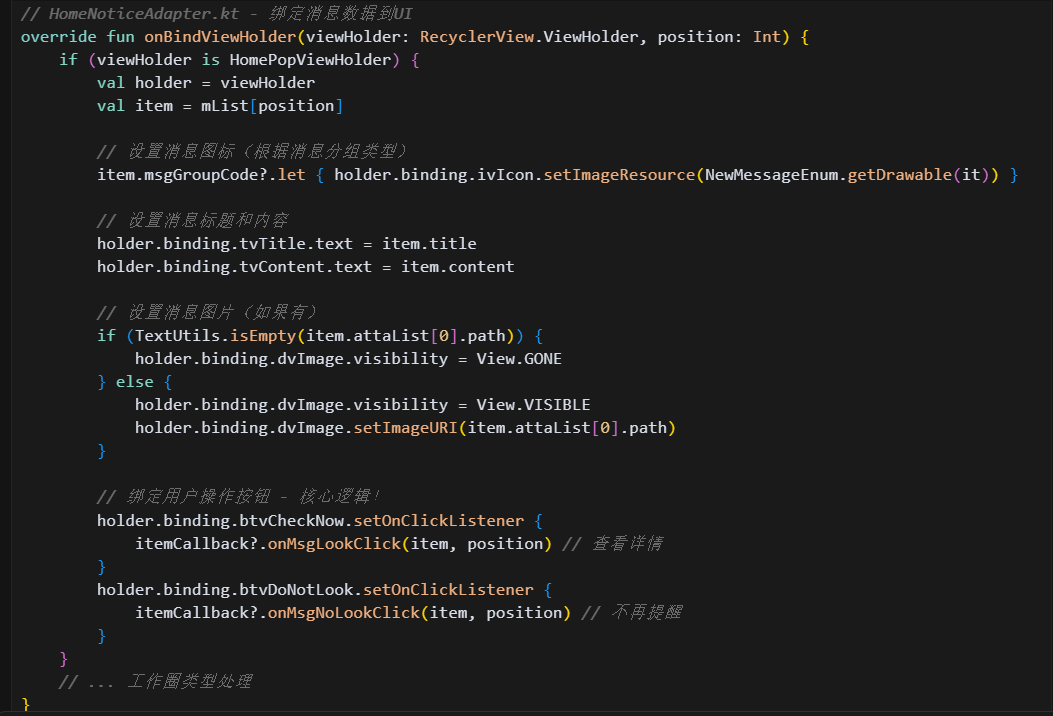 // HomeNoticeAdapter.kt - 绑定消息数据到UI
override fun onBindViewHolder(viewHolder: RecyclerView.ViewHolder, position: Int) {
    if (viewHolder is HomePopViewHolder) {
        val holder = viewHolder
        val item = mList[position]

        // 设置消息图标（根据消息分组类型）
        item.msgGroupCode?.let { holder.binding.ivIcon.setImageResource(NewMessageEnum.getDrawable(it)) }

        // 设置消息标题和内容
        holder.binding.tvTitle.text = item.title
        holder.binding.tvContent.text = item.content

        // 设置消息图片（如果有）
        if (TextUtils.isEmpty(item.attaList[0].path)) {
            holder.binding.dvImage.visibility = View.GONE
        } else {
            holder.binding.dvImage.visibility = View.VISIBLE
            holder.binding.dvImage.setImageURI(item.attaList[0].path)
        }

        // 绑定用户操作按钮 - 核心逻辑！
        holder.binding.btvCheckNow.setOnClickListener {
            itemCallback?.onMsgLookClick(item, position) // 查看详情
        }
        holder.binding.btvDoNotLook.setOnClickListener {
            itemCallback?.onMsgNoLookClick(item, position) // 不再提醒
        }
    }
    // ... 工作圈类型处理
}